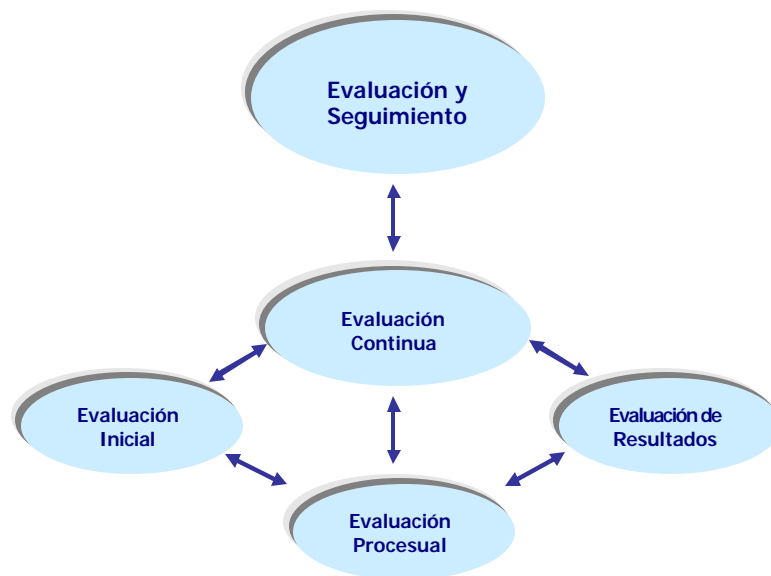 Evaluación y
Seguimiento
Evaluación
Continua
Evaluación
Inicial
Evaluación de
Resultados
Evaluación
Procesual